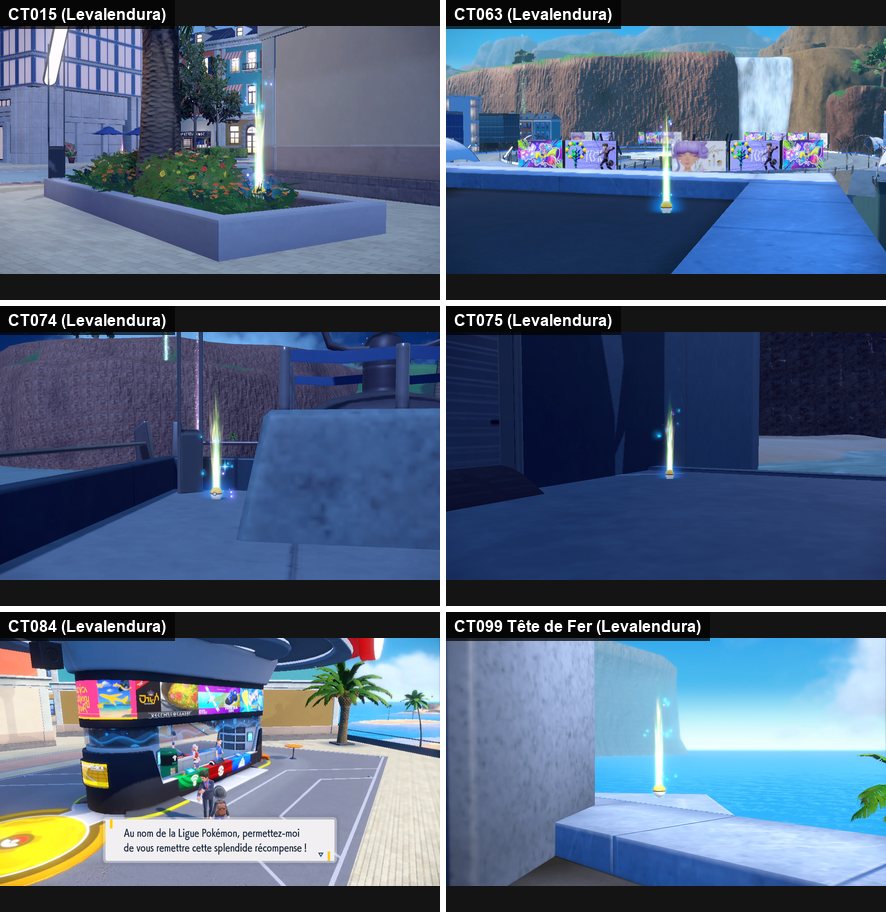 CT015 (Levalendura)
CT063 (Levalendura)
CT074 (Levalendura)
CT075 (Levalendura)
CT084 (Levalendura)
Au nom de la Ligue Pokémon, permettez-moi
de vous remettre cette splendide récompense !
CT099 Tête de Fer (Levalendura)